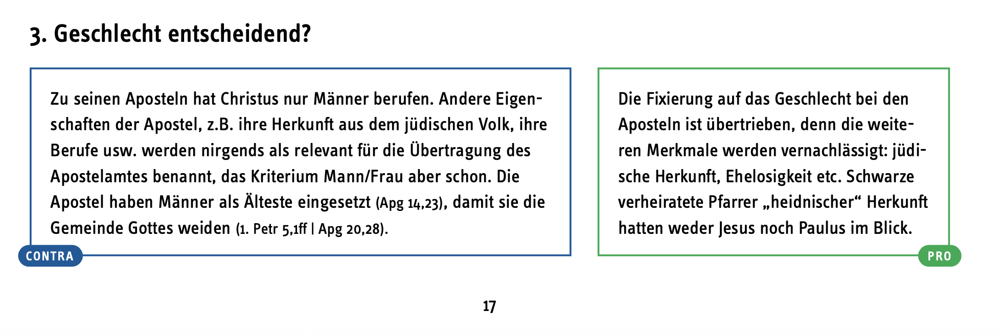 3. Geschlecht entscheidend?
Zu seinen Aposteln hat Christus nur Männer berufen. Andere Eigen-
schaften der Apostel, z.B. ihre Herkunft aus dem jüdischen Volk, ihre
Berufe usw. werden nirgends als relevant für die Übertragung des
Apostelamtes benannt, das Kriterium Mann/Frau aber schon. Die
Apostel haben Männer als Älteste eingesetzt (Apg 14,23), damit sie die
Gemeinde Gottes weiden (1. Petr 5,1ff | Apg 20,28).
CONTRA
Die Fixierung auf das Geschlecht bei den
Aposteln ist übertrieben, denn die weite-
ren Merkmale werden vernachlässigt: jüdi-
sche Herkunft, Ehelosigkeit etc. Schwarze
verheiratete Pfarrer „heidnischer“ Herkunft
hatten weder Jesus noch Paulus im Blick.
PRO
17